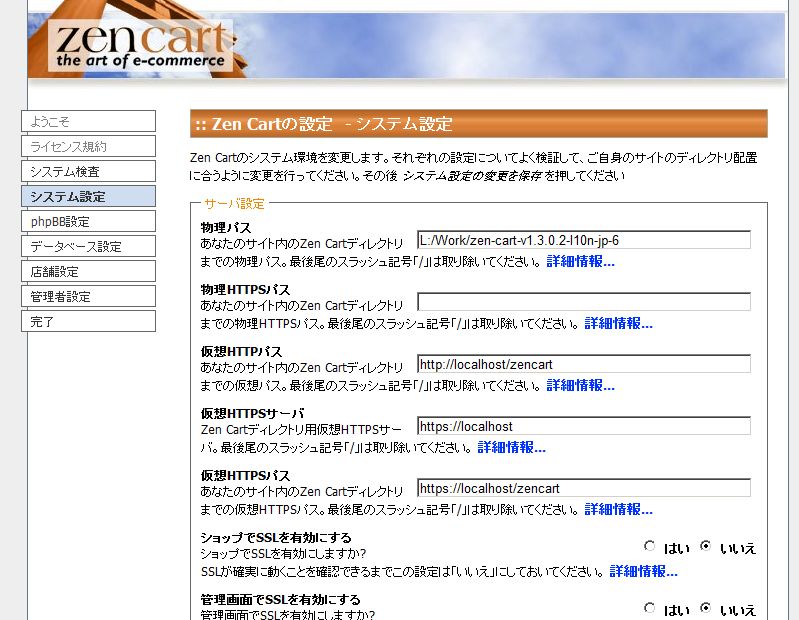 zen cart
the art of e-commerce
ようこそ
ライセンス規約
システム検査
システム設定
phpBB設定
データベース設定
店舗設定
管理者設定
完了
:: Zen Cartの設定 - システム設定
Zen Cartのシステム環境を変更します。それぞれの設定についてよく検証して、ご自身のサイトのディレクトリ配置
に合うように変更を行ってください。その後 システム設定の変更を保存 を押してください
サーバ設定
物理パス
あなたのサイト内のZen Cartディレクトリ
L:/Work/zen-cart-v1.3.0.2-l10n-jp-6
までの物理パス。最後尾のスラッシュ記号「/」は取り除いてください。 詳細情報...
物理HTTPSパス
あなたのサイト内のZen Cartディレクトリ
までの物理HTTPSパス。最後尾のスラッシュ記号「/」は取り除いてください。 詳細情報...
仮想HTTPパス
あなたのサイト内のZen Cartディレクトリ
http://localhost/zencart
までの仮想パス。最後尾のスラッシュ記号「/」は取り除いてください。 詳細情報...
仮想HTTPSサーバ
Zen Cartディレクトリ用仮想HTTPSサー
https://localhost
バ。最後尾のスラッシュ記号「/」は取り除いてください。 詳細情報...
仮想HTTPSパス
あなたのサイト内のZen Cartディレクトリ
https://localhost/zencart
までの仮想HTTPSパス。最後尾のスラッシュ記号「/」は取り除いてください。 詳細情報...
ショップでSSLを有効にする
ショップでSSLを有効にしますか?
はい いいえ
SSLが確実に動くことを確認できるまでこの設定は「いいえ」にしておいてください。 詳細情報...
管理画面でSSLを有効にする
管理画面でSSLを有効にしますか?
はい いいえ